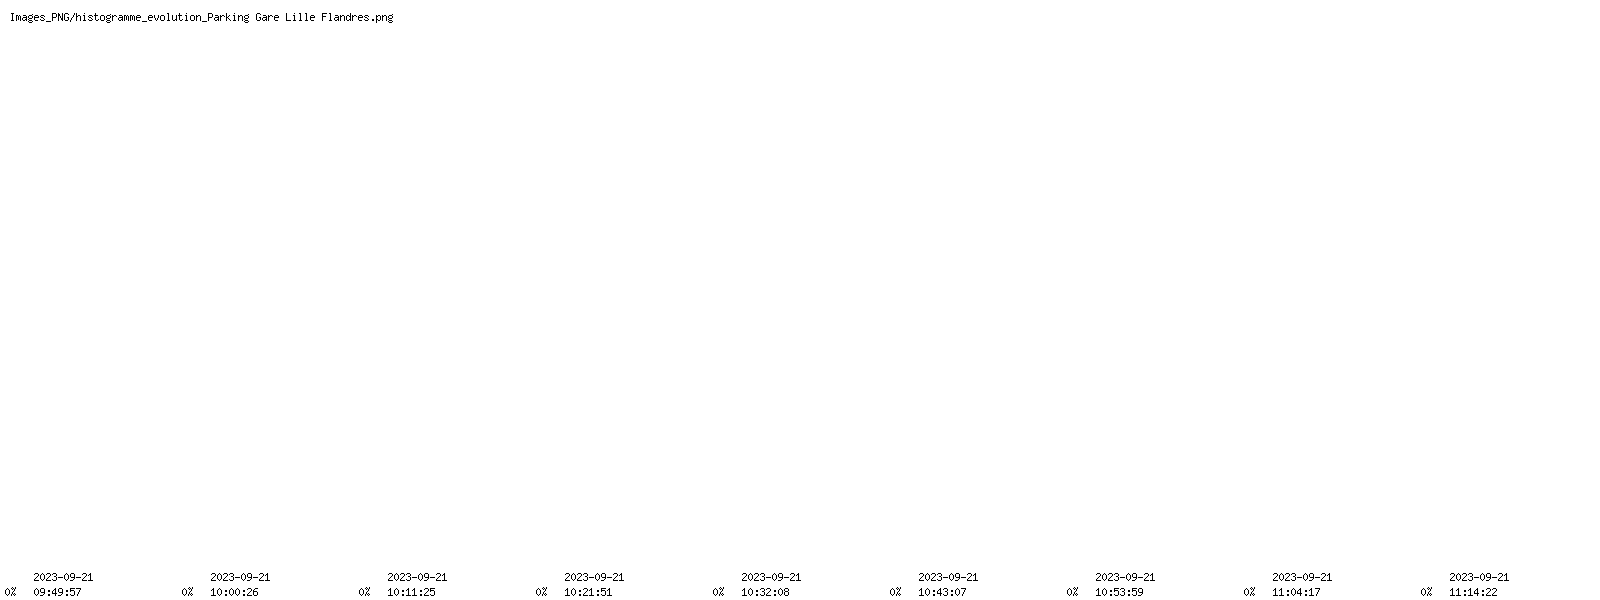 Images_PNG/histogramme_evolution_Parking Gare Lille Flandres.png
2023-09-21 2023-09-21 2023-09-21 2023-09-21 2023-09-21 2023-09-21 2023-09-21 2023-09-21 2023-09-21
0% 09:49:57 0% 10:00:26 0% 10:11:25 0% 10:21:51 0% 10:32:08 0% 10:43:07 0% 10:53:59 0% 11:04:17 0% 11:14:22